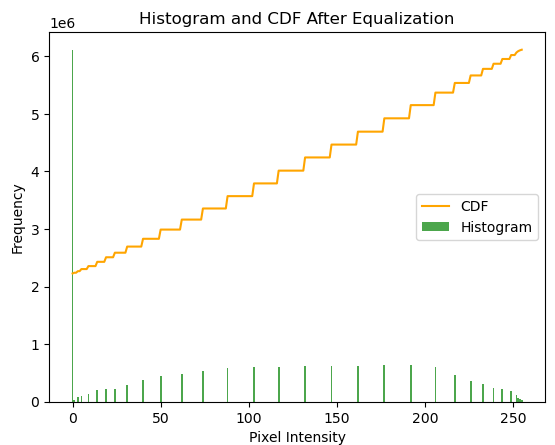 Histogram and CDF After Equalization
1e6
6
5
4
3
2
1
0
Frequency
CDF
Histogram
0
50
100
150
200
250
Pixel Intensity